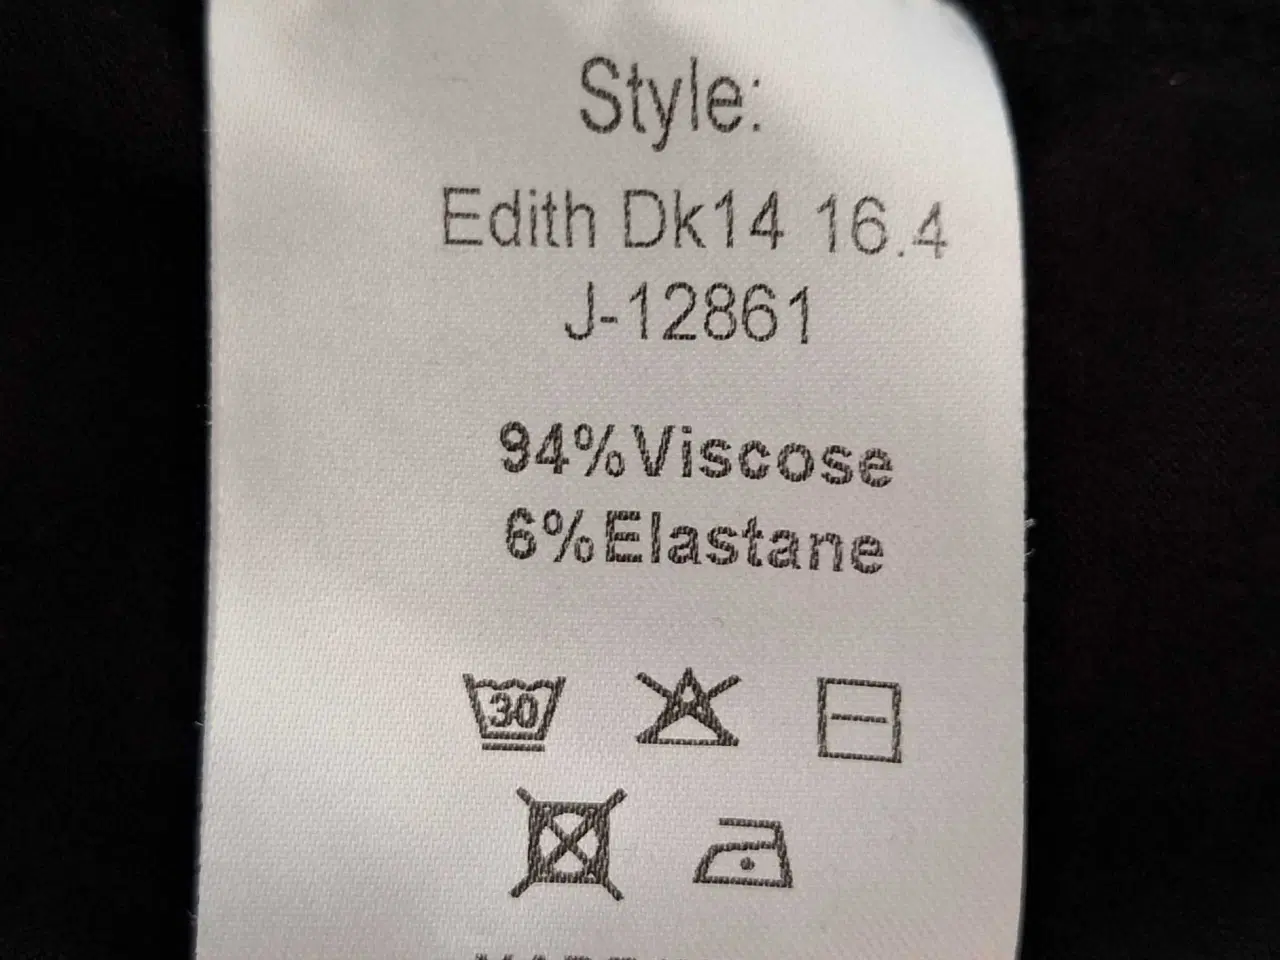 Style:
Edith Dk14 16.4
J-12861
94%Viscose
6%Elastane
30